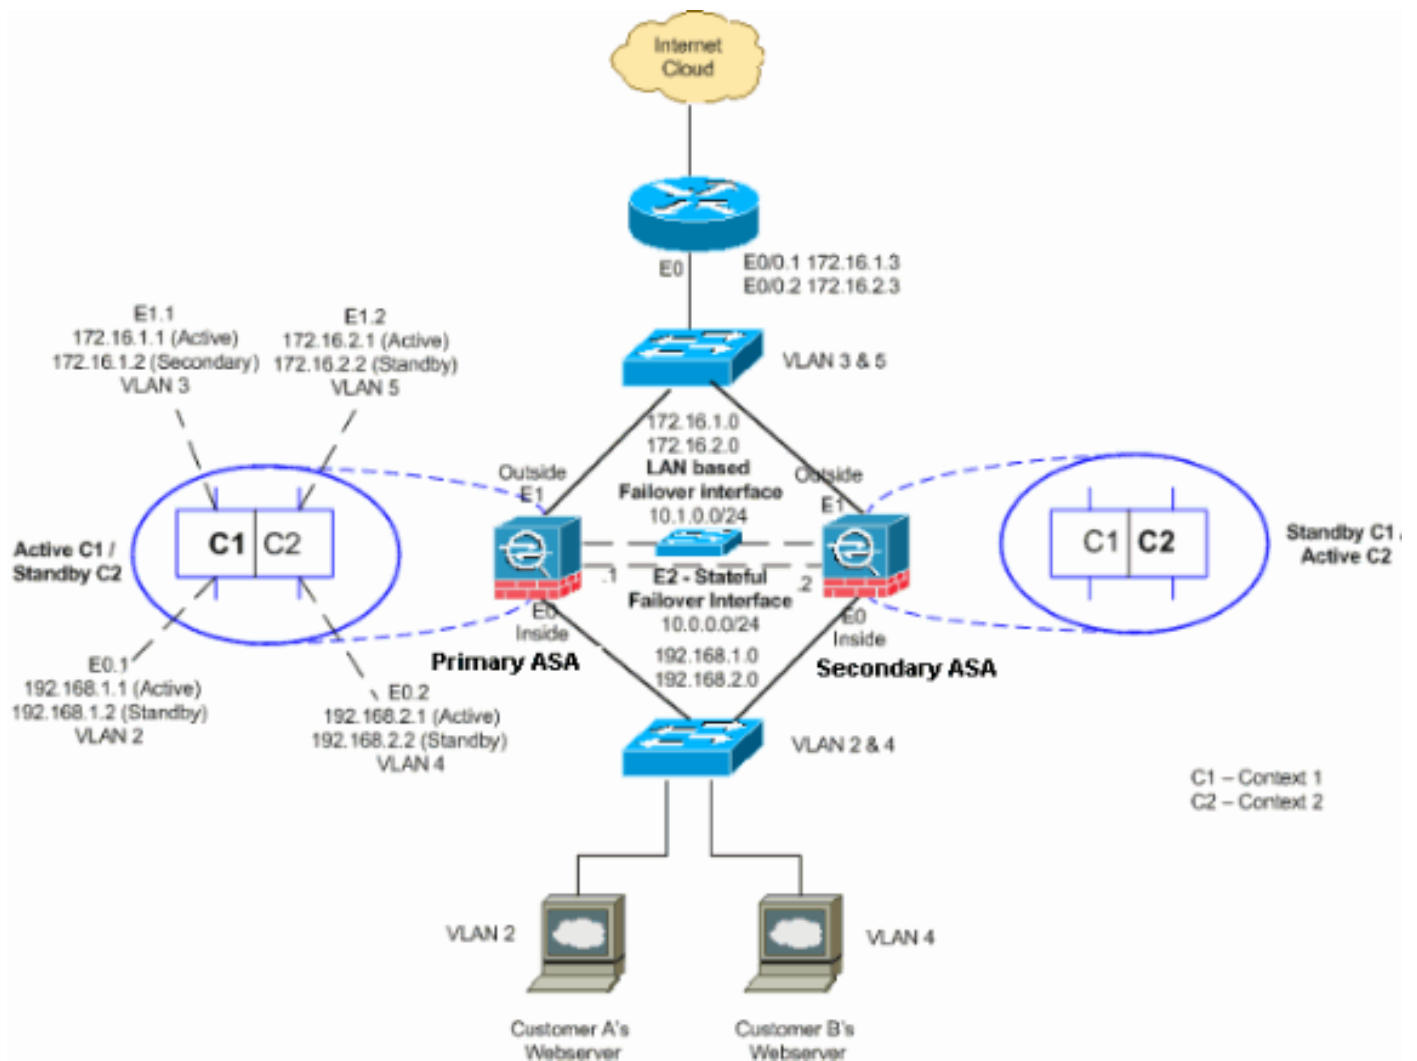 Internet
Cloud
E0
E0/0.1 172.16.1.3
E0/0.2 172.16.2.3
E1.1
172.16.1.1 (Active)
172.16.1.2 (Secondary)
VLAN 3
E1.2
172.16.2.1 (Active)
172.16.2.2 (Standby)
VLAN 5
VLAN 3 & 5
172.16.1.0
172.16.2.0
LAN based
Failover interface
10.1.0.0/24
Outside
E1
Outside
E1
Active C1 /
Standby C2
C1
C2
C1
C2
Standby C1 /
Active C2
.1
.2
E2 - Stateful
Failover Interface
10.0.0.0/24
E0
Inside
E0
Inside
Primary ASA
Secondary ASA
192.168.1.0
192.168.2.0
E0.1
192.168.1.1 (Active)
192.168.1.2 (Standby)
VLAN 2
E0.2
192.168.2.1 (Active)
192.168.2.2 (Standby)
VLAN 4
VLAN 2 & 4
C1 – Context 1
C2 – Context 2
VLAN 2
VLAN 4
Customer A's
Webserver
Customer B's
Webserver